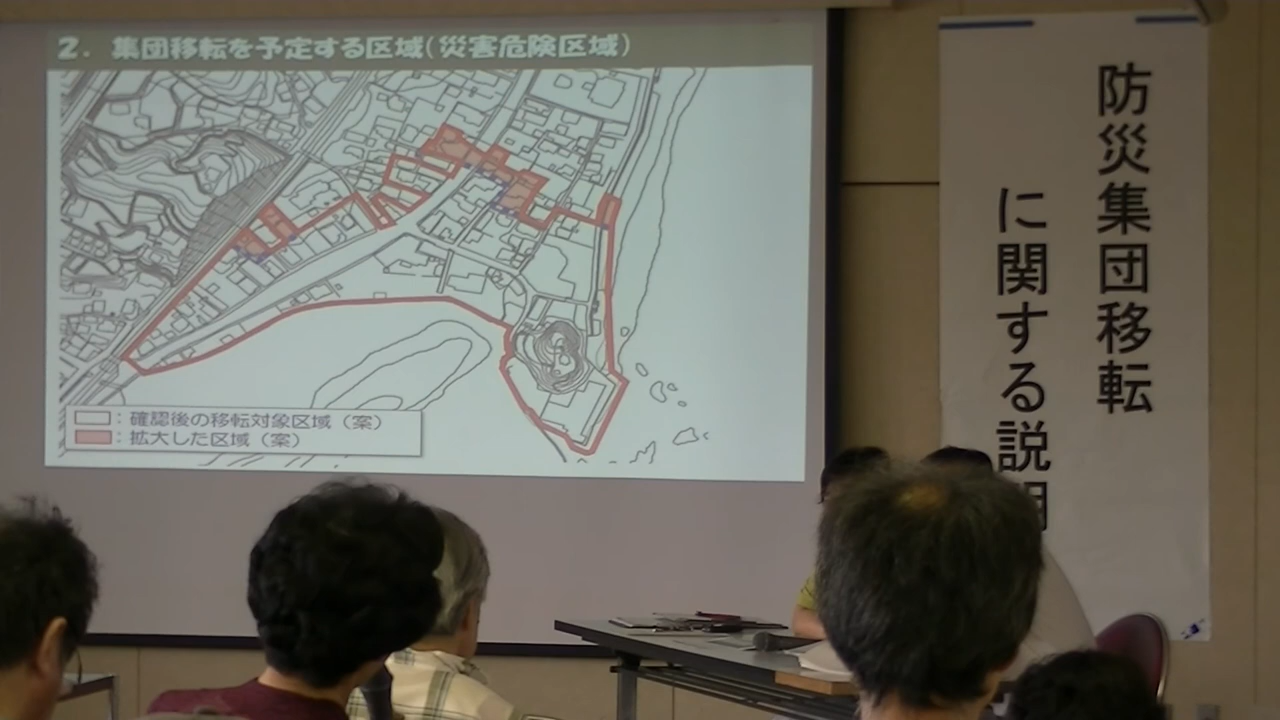 2. 集団移転を予定する区域(災害危険区域)
：確認後の移転対象区域（案）
：拡大した区域（案）
防災集団移転
に関する説明